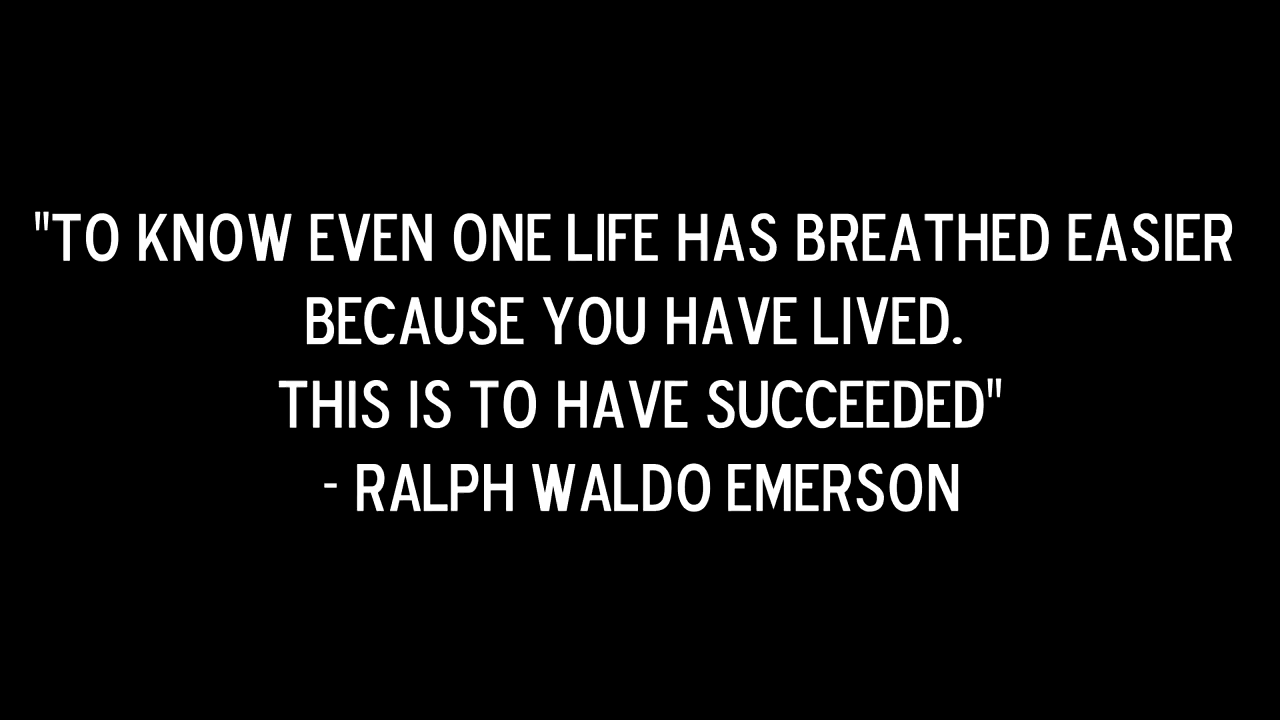 "TO KNOW EVEN ONE LIFE HAS BREATHED EASIER
BECAUSE YOU HAVE LIVED.
THIS IS TO HAVE SUCCEEDED"
- RALPH WALDO EMERSON